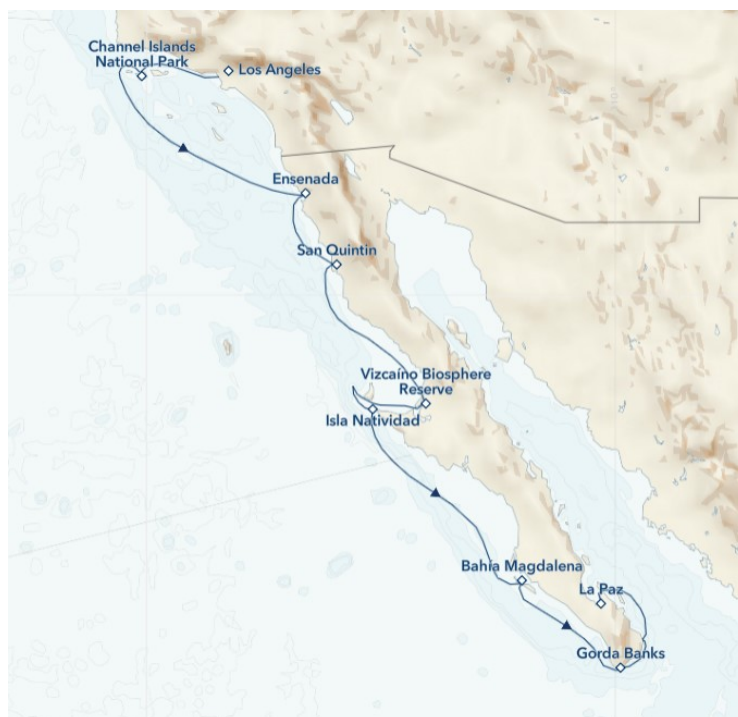 Channel Islands
National Park
Los Angeles
Ensenada
San Quintin
Vizcaíno Biosphere
Reserve
Isla Natividad
Bahía Magdalena
La Paz
Gorda Banks